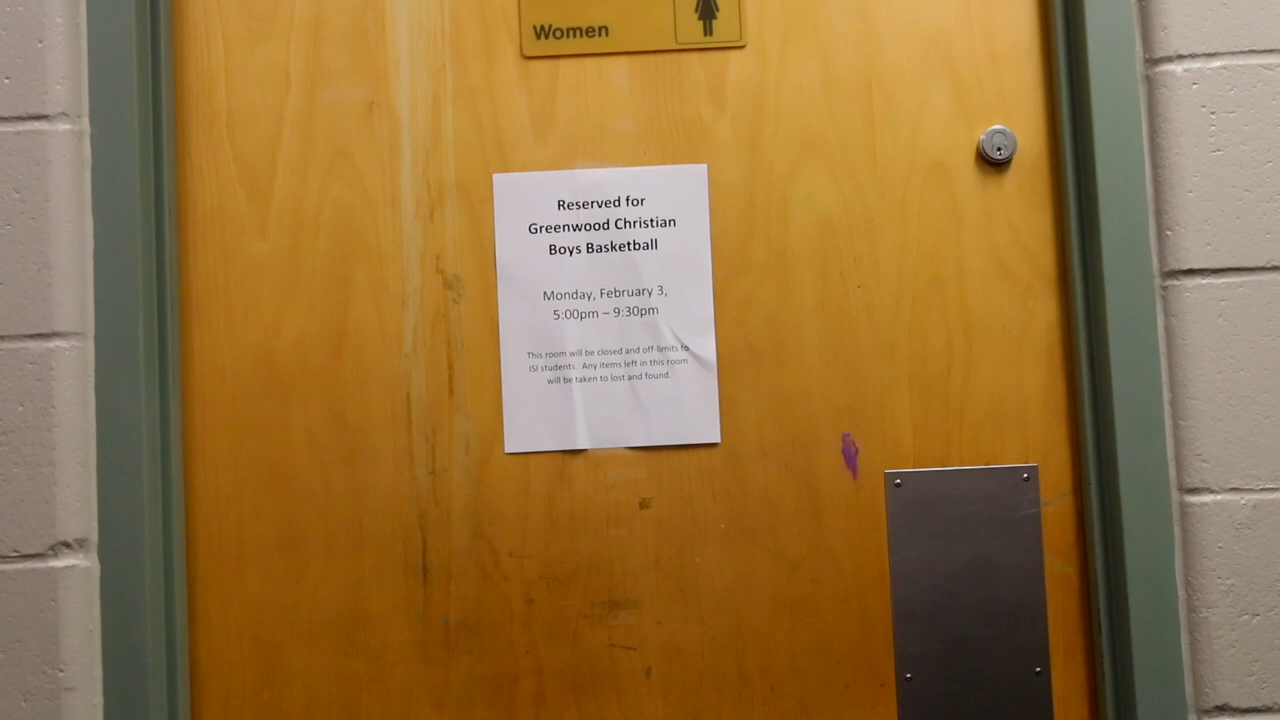 Women
Reserved for
Greenwood Christian
Boys Basketball
Monday, February 3,
5:00pm – 9:30pm
This room will be closed and off-limits to
ISI students. Any items left in this room
will be taken to lost and found.